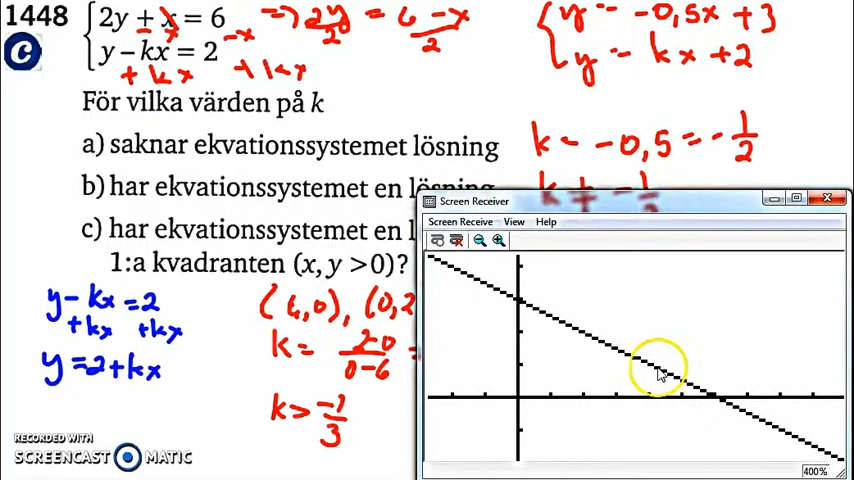 1448 2y + x = 6 => 2y/2 = 6 - x/2 y = -0,5x + 3
- x - x
y - kx = 2 y = kx + 2
+ kx + kx
För vilka värden på k
a) saknar ekvationssystemet lösning k = -0,5 = -1/2
b) har ekvationssystemet en lösning k ≠ -1/2
c) har ekvationssystemet en l
1:a kvadranten (x, y > 0)?
Screen Receiver
Screen Receive View Help
y - kx = 2 (6,0), (0,2
+kx +kx
k = 2-0/0-6 =
y = 2 + kx
k > -1/3
RECORDED WITH
SCREENCAST MATIC
400%